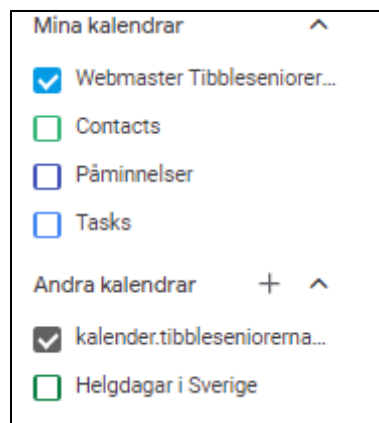 Mina kalendrar
Webmaster Tibbleseniorer...
Contacts
Påminnelser
Tasks
Andra kalendrar
kalender.tibbleseniorerna...
Helgdagar i Sverige